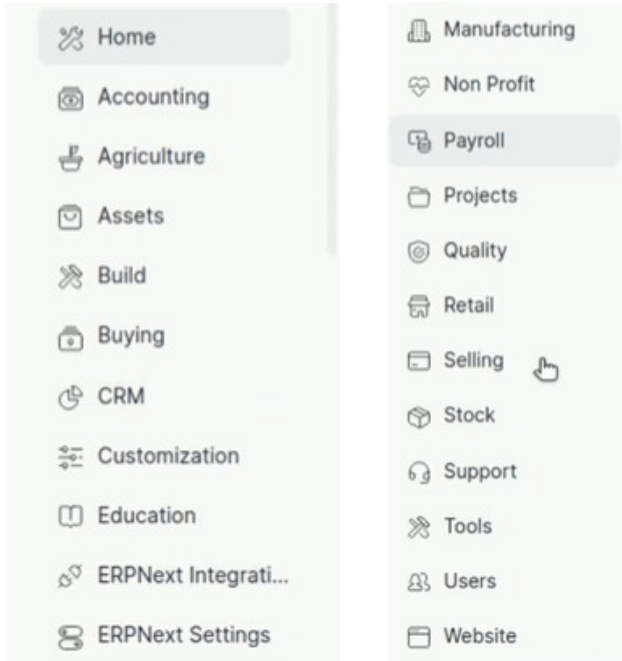 Home
Accounting
Agriculture
Assets
Build
Buying
CRM
Customization
Education
ERPNext Integrati...
ERPNext Settings
Manufacturing
Non Profit
Payroll
Projects
Quality
Retail
Selling
Stock
Support
Tools
Users
Website